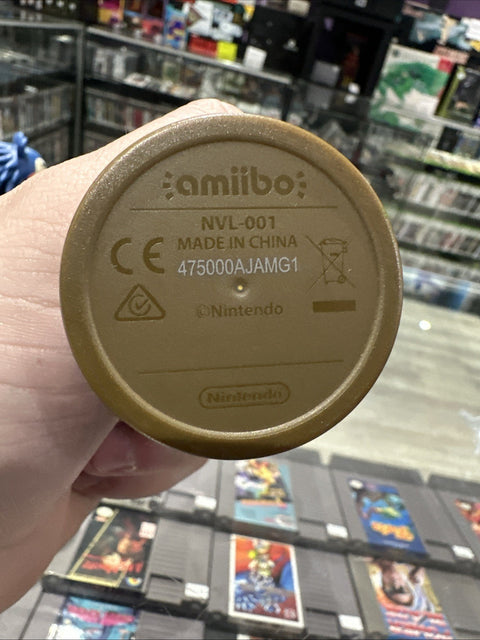 amiibo
NVL-001
MADE IN CHINA
CE
475000AJAMG1
©Nintendo
Nintendo